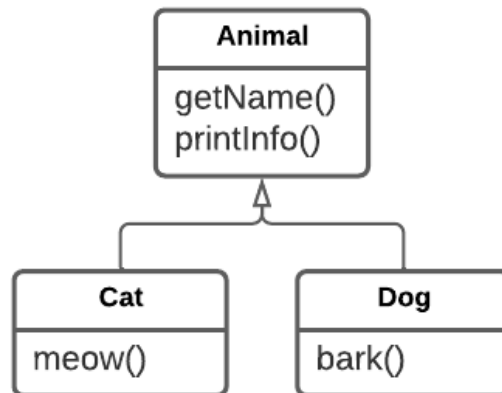 Animal
getName()
printInfo()
Cat
meow()
Dog
bark()